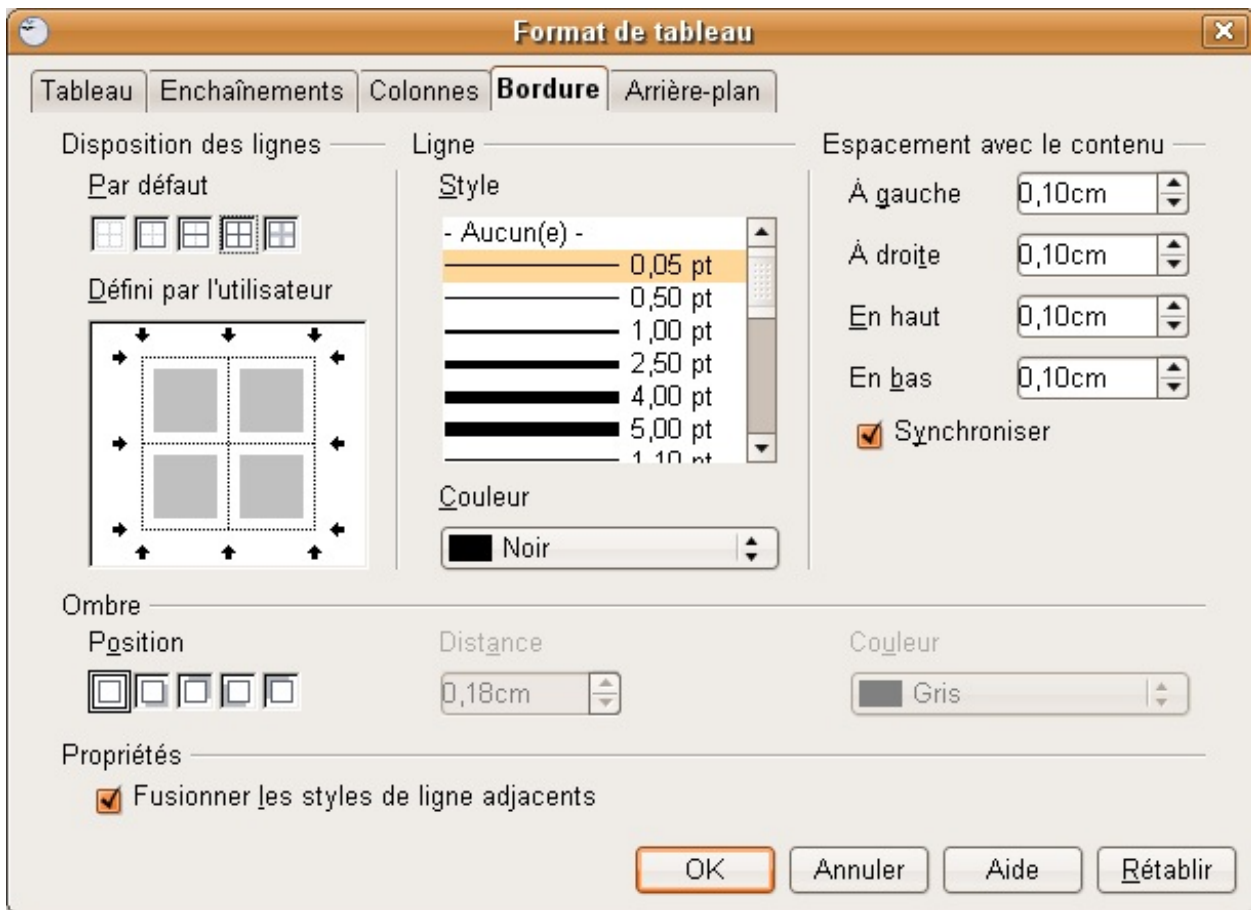 Format de tableau
Tableau Enchaînements Colonnes Bordure Arrière-plan
Disposition des lignes
Par défaut
Défini par l'utilisateur
Ligne
Style
- Aucun(e) -
0,05 pt
0,50 pt
1,00 pt
2,50 pt
4,00 pt
5,00 pt
1,10 pt
Couleur
Noir
Espacement avec le contenu
À gauche 0,10cm
À droite 0,10cm
En haut 0,10cm
En bas 0,10cm
Synchroniser
Ombre
Position
Distance
0,18cm
Couleur
Gris
Propriétés
Fusionner les styles de ligne adjacents
OK Annuler Aide Rétablir